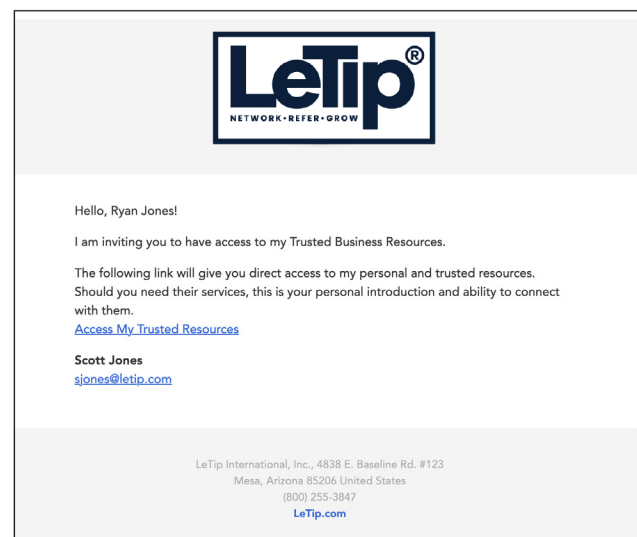 LeTip®
NETWORK•REFER•GROW
Hello, Ryan Jones!
I am inviting you to have access to my Trusted Business Resources.
The following link will give you direct access to my personal and trusted resources.
Should you need their services, this is your personal introduction and ability to connect
with them.
Access My Trusted Resources
Scott Jones
sjones@letip.com
LeTip International, Inc., 4838 E. Baseline Rd. #123
Mesa, Arizona 85206 United States
(800) 255-3847
LeTip.com